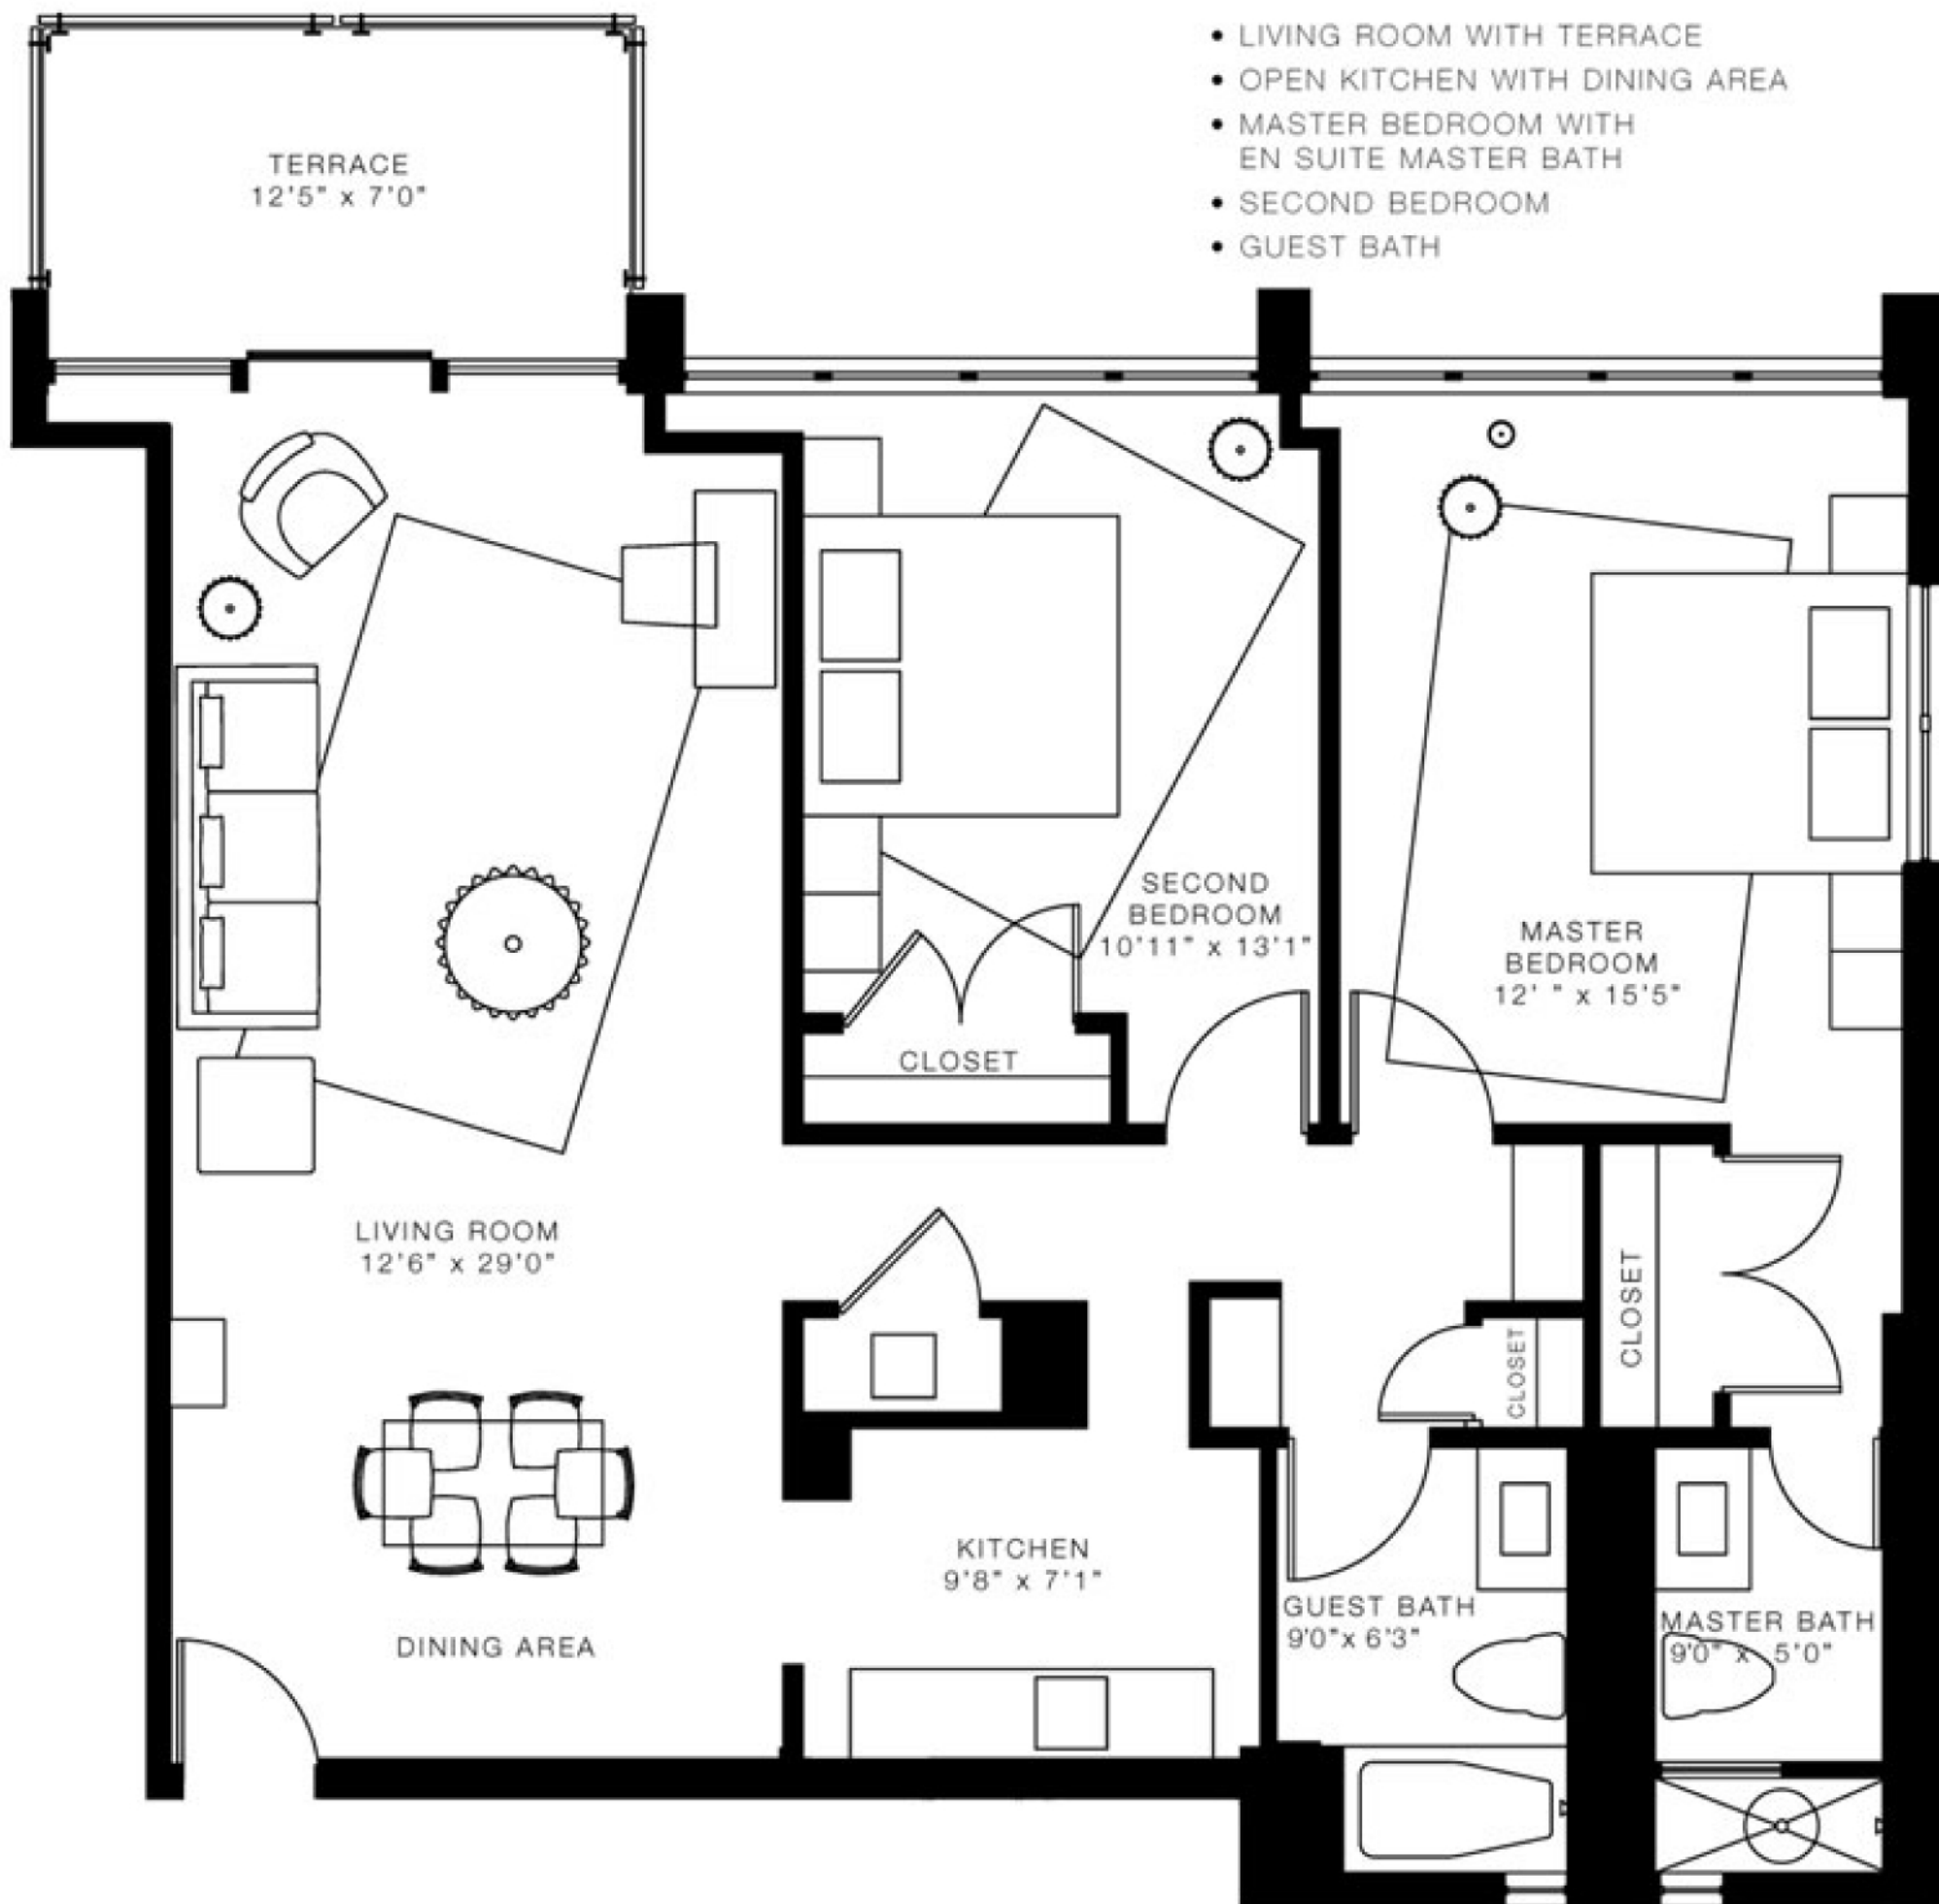 • LIVING ROOM WITH TERRACE
• OPEN KITCHEN WITH DINING AREA
• MASTER BEDROOM WITH
EN SUITE MASTER BATH
• SECOND BEDROOM
• GUEST BATH
TERRACE
12'5" x 7'0"
SECOND
BEDROOM
10'11" x 13'1"
MASTER
BEDROOM
12' " x 15'5"
CLOSET
LIVING ROOM
12'6" x 29'0"
CLOSET
CLOSET
KITCHEN
9'8" x 7'1"
GUEST BATH
9'0"x 6'3"
MASTER BATH
9'0" x 5'0"
DINING AREA